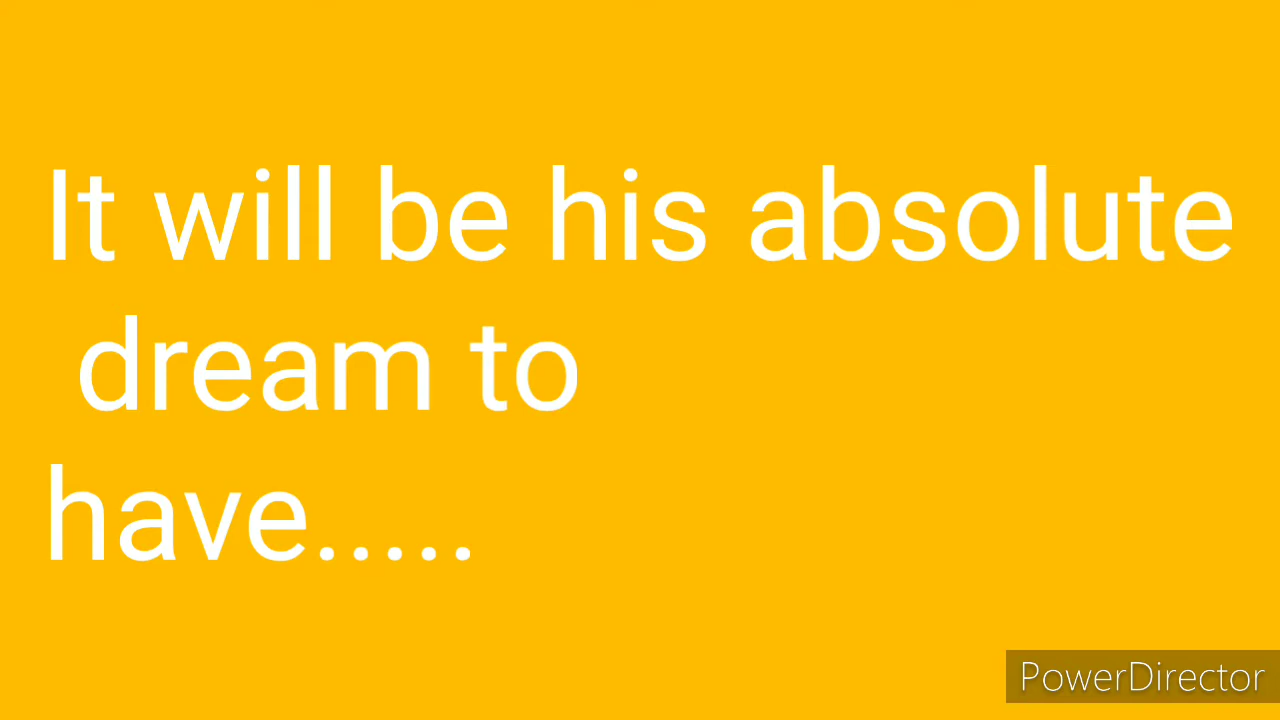 It will be his absolute
dream to
have.....
PowerDirector